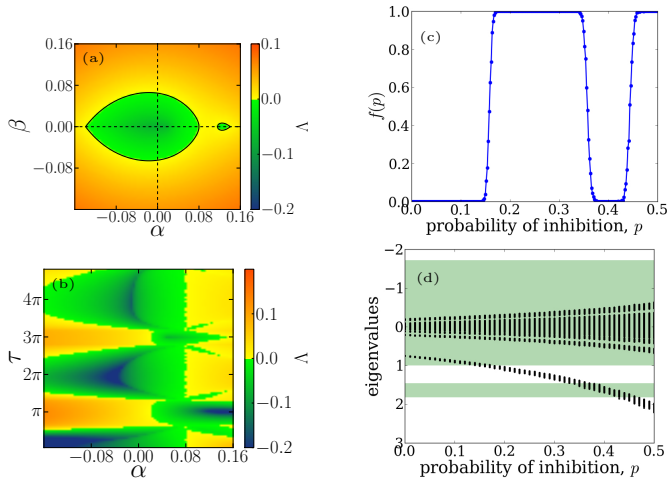 (a)
0.16
0.08
0.00
−0.08
β
−0.08 0.00 0.08 0.16
α
0.1
0.0
−0.1
−0.2
Λ
(c)
1.0
0.8
0.6
0.4
0.2
0.0
f(p)
0.0 0.1 0.2 0.3 0.4 0.5
probability of inhibition, p
(b)
4π
3π
2π
π
τ
−0.08 0.00 0.08 0.16
α
0.1
0.0
−0.1
−0.2
Λ
(d)
−2
−1
0
1
2
3
eigenvalues
0.0 0.1 0.2 0.3 0.4 0.5
probability of inhibition, p